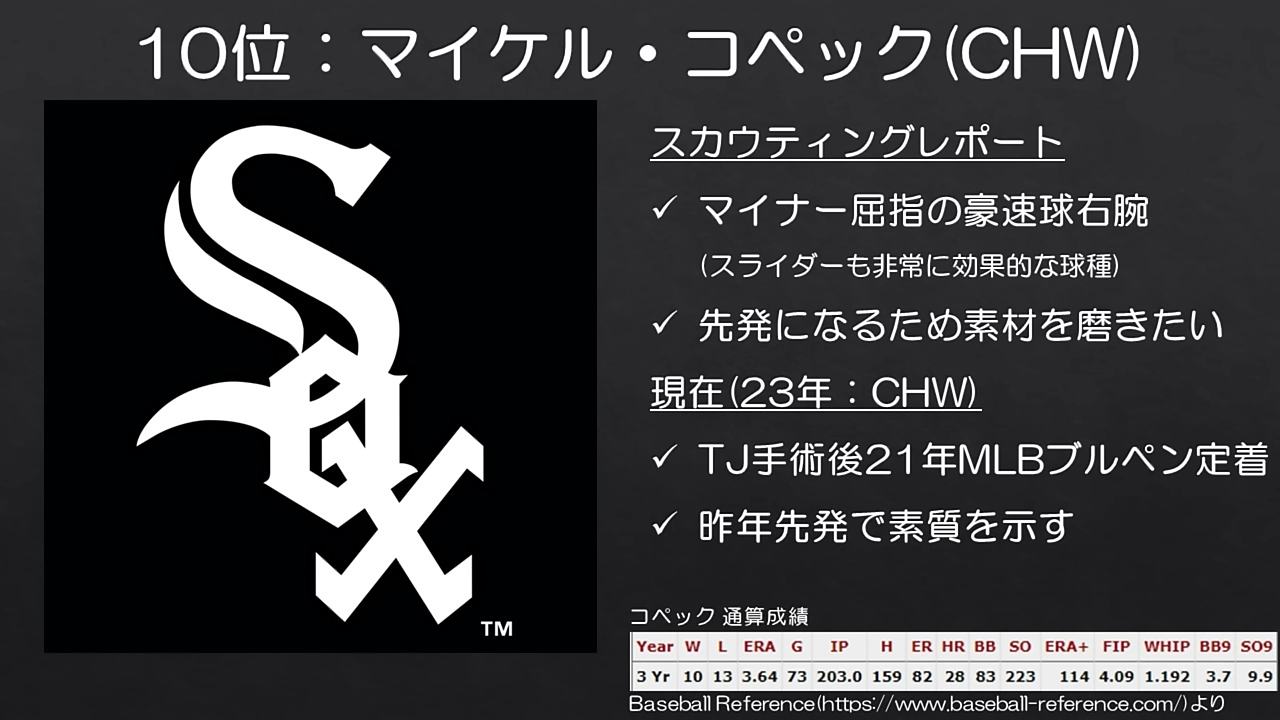 10位：マイケル・コペック(CHW)
Sox
TM
スカウティングレポート
✓ マイナー屈指の豪速球右腕
(スライダーも非常に効果的な球種)
✓ 先発になるため素材を磨きたい
現在(23年：CHW)
✓ TJ手術後21年MLBブルペン定着
✓ 昨年先発で素質を示す
コペック 通算成績
Year W L ERA G IP H ER HR BB SO ERA+ FIP WHIP BB9 SO9
3 Yr 10 13 3.64 73 203.0 159 82 28 83 223 114 4.09 1.192 3.7 9.9
Baseball Reference(https://www.baseball-reference.com/)より